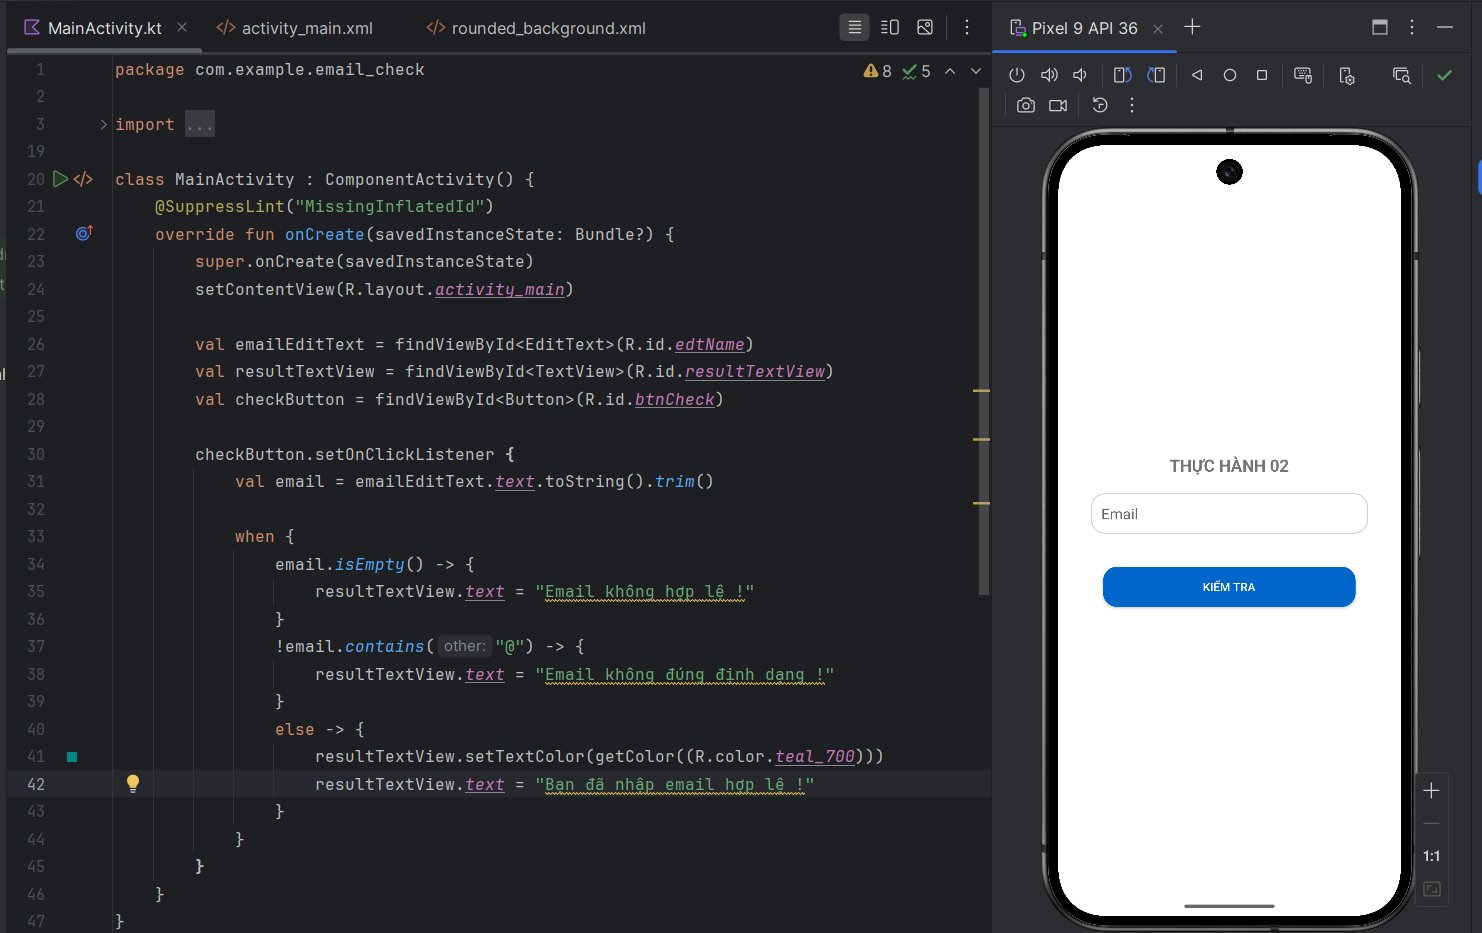 MainActivity.kt
activity_main.xml
rounded_background.xml
Pixel 9 API 36
8
5
1 package com.example.email_check
2
3 import ...
19
20 class MainActivity : ComponentActivity() {
21 @SuppressLint("MissingInflatedId")
22 override fun onCreate(savedInstanceState: Bundle?) {
23 super.onCreate(savedInstanceState)
24 setContentView(R.layout.activity_main)
25
26 val emailEditText = findViewById<EditText>(R.id.edtName)
27 val resultTextView = findViewById<TextView>(R.id.resultTextView)
28 val checkButton = findViewById<Button>(R.id.btnCheck)
29
30 checkButton.setOnClickListener {
31 val email = emailEditText.text.toString().trim()
32
33 when {
34 email.isEmpty() -> {
35 resultTextView.text = "Email không hợp lệ !"
36 }
37 !email.contains( other: "@") -> {
38 resultTextView.text = "Email không đúng định dạng !"
39 }
40 else -> {
41 resultTextView.setTextColor(getColor((R.color.teal_700)))
42 resultTextView.text = "Bạn đã nhập email hợp lệ !"
43 }
44 }
45 }
46 }
47 }
THỰC HÀNH 02
Email
KIỂM TRA
1:1